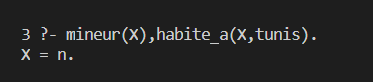 3 ?- mineur(X),habite_a(X,tunis).
X = n.